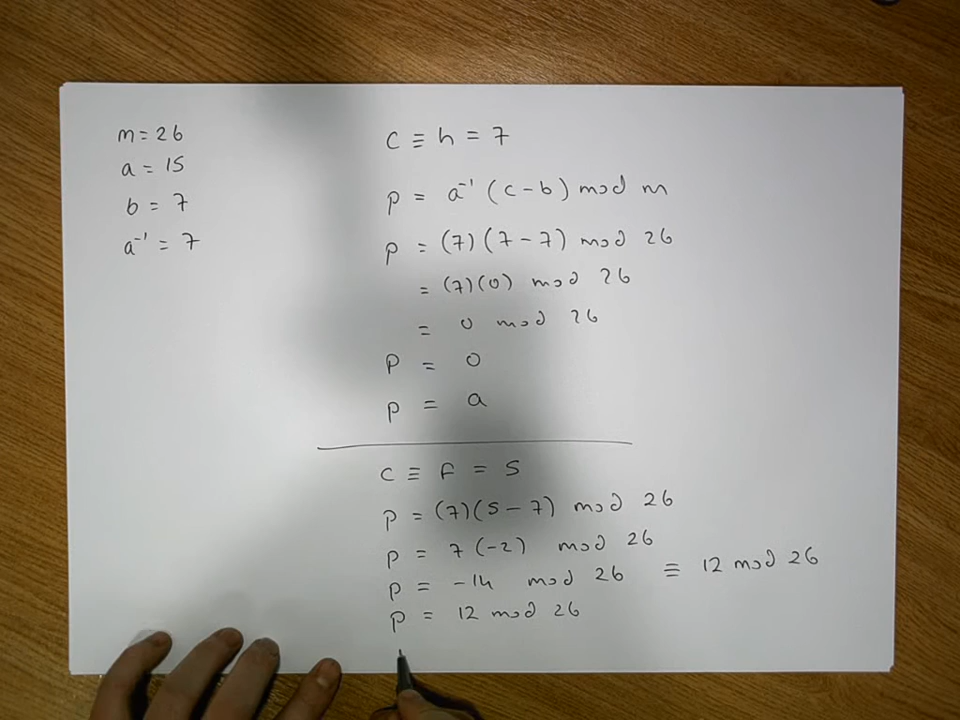 m = 26
a = 15
b = 7
a⁻¹ = 7
C ≡ h = 7
P = a⁻¹ (c - b) mod m
P = (7)(7 - 7) mod 26
= (7)(0) mod 26
= 0 mod 26
P = 0
P = a
C ≡ F = 5
P = (7)(5 - 7) mod 26
P = 7 (-2) mod 26
P = -14 mod 26 ≡ 12 mod 26
P = 12 mod 26